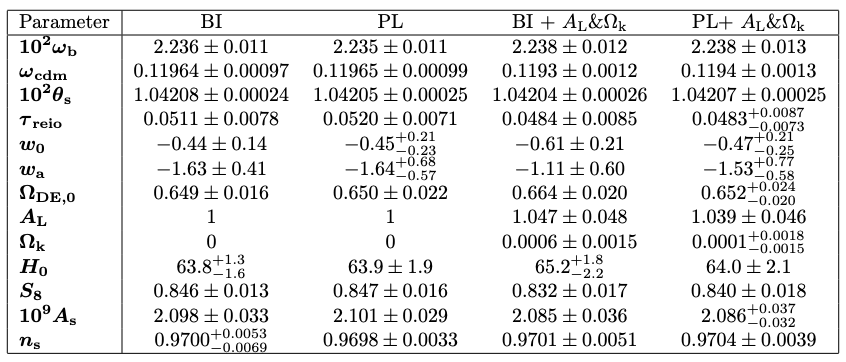 Parameter BI PL BI + A_L&Ω_k PL+ A_L&Ω_k
10²ω_b 2.236 ± 0.011 2.235 ± 0.011 2.238 ± 0.012 2.238 ± 0.013
ω_cdm 0.11964 ± 0.00097 0.11965 ± 0.00099 0.1193 ± 0.0012 0.1194 ± 0.0013
10²θ_s 1.04208 ± 0.00024 1.04205 ± 0.00025 1.04204 ± 0.00026 1.04207 ± 0.00025
τ_reio 0.0511 ± 0.0078 0.0520 ± 0.0071 0.0484 ± 0.0085 0.0483^{+0.0087}_{−0.0073}
w_0 −0.44 ± 0.14 −0.45^{+0.21}_{−0.23} −0.61 ± 0.21 −0.47^{+0.21}_{−0.25}
w_a −1.63 ± 0.41 −1.64^{+0.68}_{−0.57} −1.11 ± 0.60 −1.53^{+0.77}_{−0.58}
Ω_{DE,0} 0.649 ± 0.016 0.650 ± 0.022 0.664 ± 0.020 0.652^{+0.024}_{−0.020}
A_L 1 1 1.047 ± 0.048 1.039 ± 0.046
Ω_k 0 0 0.0006 ± 0.0015 0.0001^{+0.0018}_{−0.0015}
H_0 63.8^{+1.3}_{−1.6} 63.9 ± 1.9 65.2^{+1.8}_{−2.2} 64.0 ± 2.1
S_8 0.846 ± 0.013 0.847 ± 0.016 0.832 ± 0.017 0.840 ± 0.018
10⁹A_s 2.098 ± 0.033 2.101 ± 0.029 2.085 ± 0.036 2.086^{+0.037}_{−0.032}
n_s 0.9700^{+0.0053}_{−0.0069} 0.9698 ± 0.0033 0.9701 ± 0.0051 0.9704 ± 0.0039